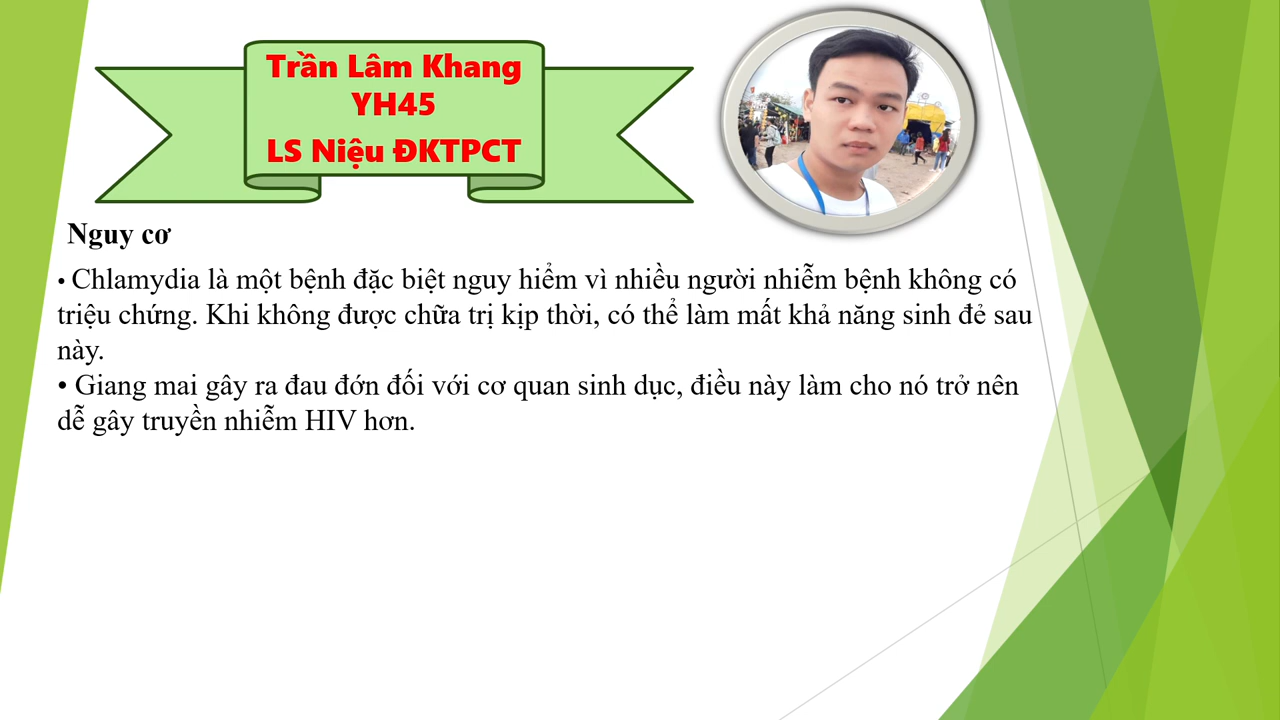 Trần Lâm Khang
YH45
LS Niệu ĐKTPCT
Nguy cơ
• Chlamydia là một bệnh đặc biệt nguy hiểm vì nhiều người nhiễm bệnh không có
triệu chứng. Khi không được chữa trị kịp thời, có thể làm mất khả năng sinh đẻ sau
này.
• Giang mai gây ra đau đớn đối với cơ quan sinh dục, điều này làm cho nó trở nên
dễ gây truyền nhiễm HIV hơn.